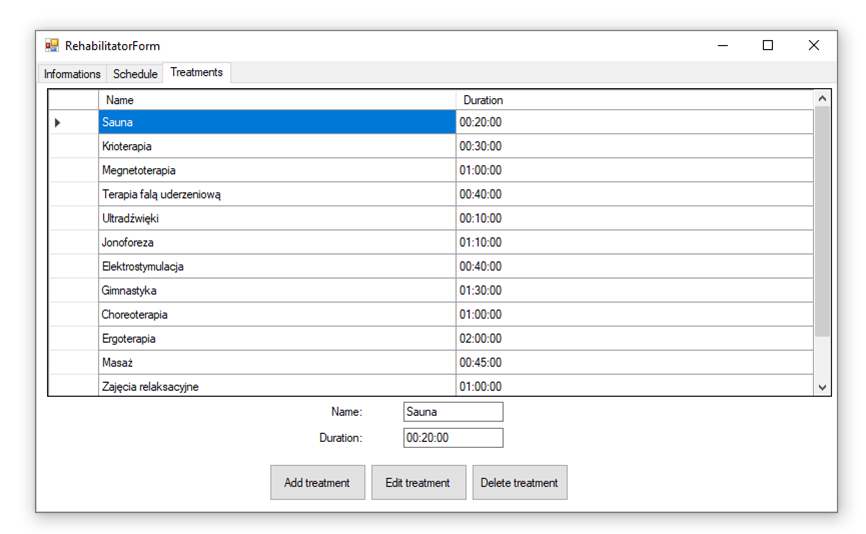 RehabilitatorForm
Informations Schedule Treatments
Name Duration
Sauna 00:20:00
Krioterapia 00:30:00
Megnetoterapia 01:00:00
Terapia falą uderzeniową 00:40:00
Ultradźwięki 00:10:00
Jonoforeza 01:10:00
Elektrostymulacja 00:40:00
Gimnastyka 01:30:00
Choreoterapia 01:00:00
Ergoterapia 02:00:00
Masaż 00:45:00
Zajęcia relaksacyjne 01:00:00
Name: Sauna
Duration: 00:20:00
Add treatment Edit treatment Delete treatment